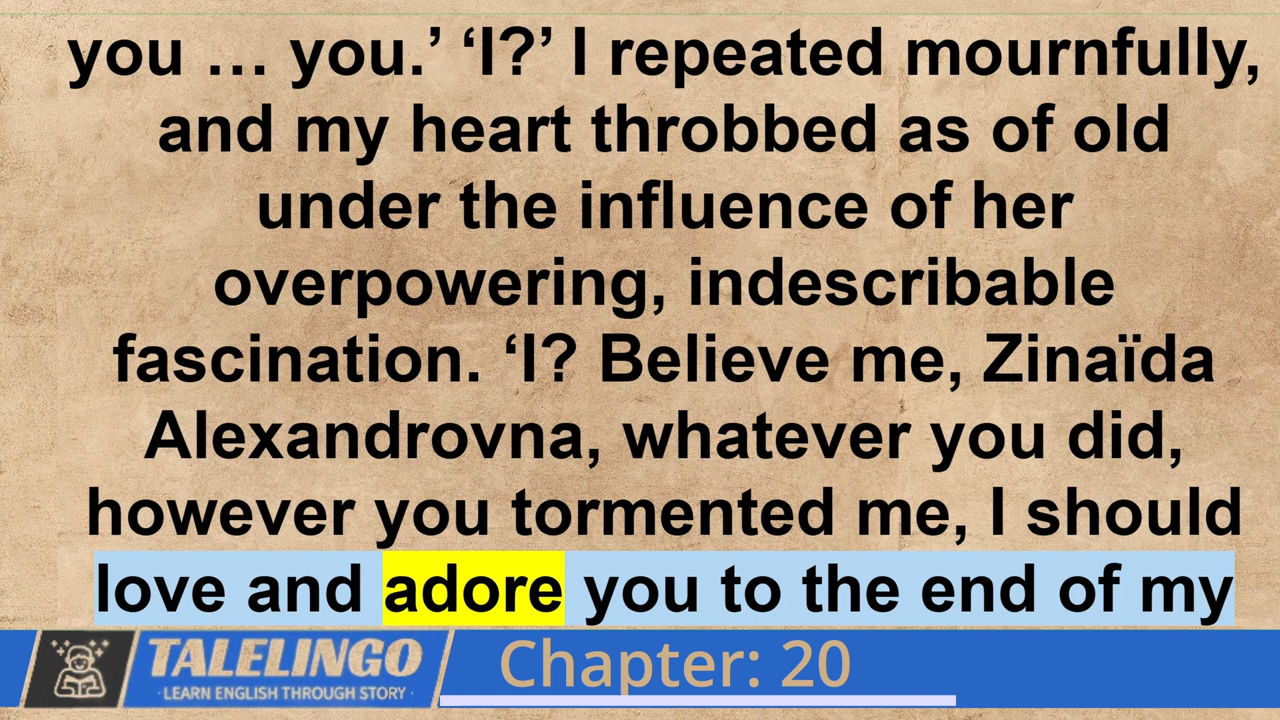 you … you.’ ‘I?’ I repeated mournfully,
and my heart throbbed as of old
under the influence of her
overpowering, indescribable
fascination. ‘I? Believe me, Zinaïda
Alexandrovna, whatever you did,
however you tormented me, I should
love and adore you to the end of my
TALELINGO
· LEARN ENGLISH THROUGH STORY ·
Chapter: 20